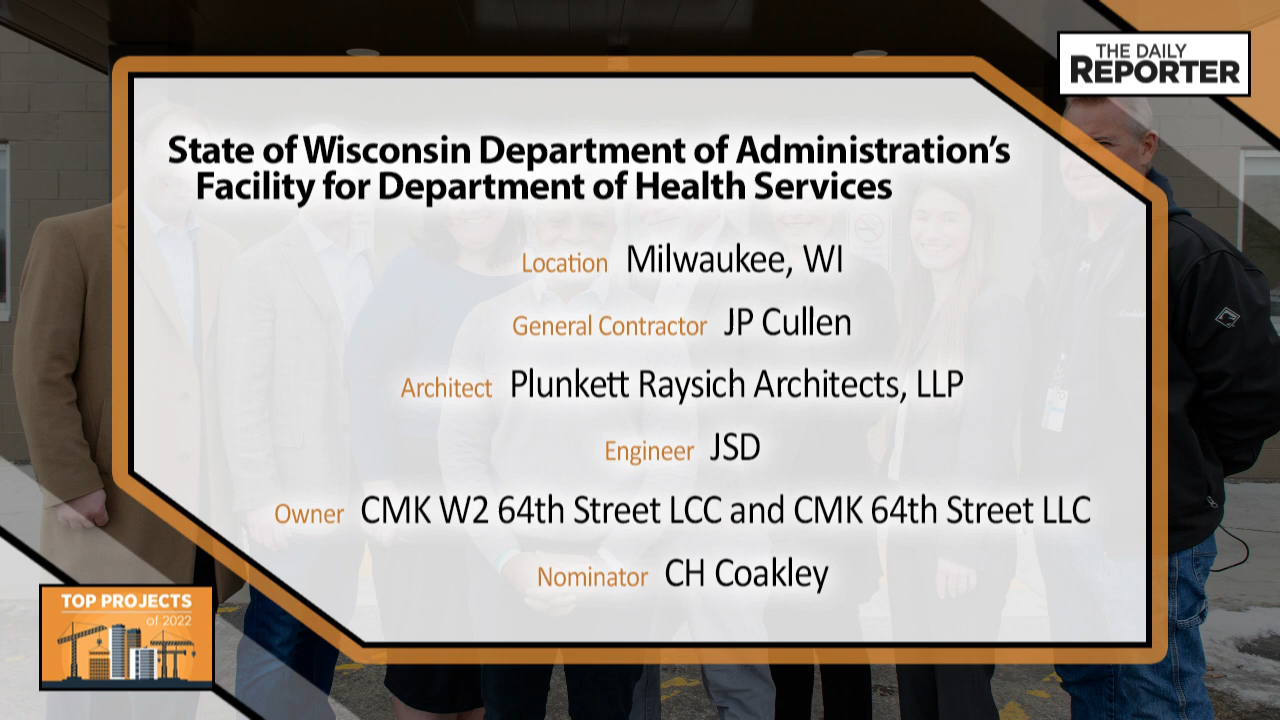 THE DAILY
REPORTER
State of Wisconsin Department of Administration’s
Facility for Department of Health Services
Location Milwaukee, WI
General Contractor JP Cullen
Architect Plunkett Raysich Architects, LLP
Engineer JSD
Owner CMK W2 64th Street LCC and CMK 64th Street LLC
Nominator CH Coakley
TOP PROJECTS
of 2022